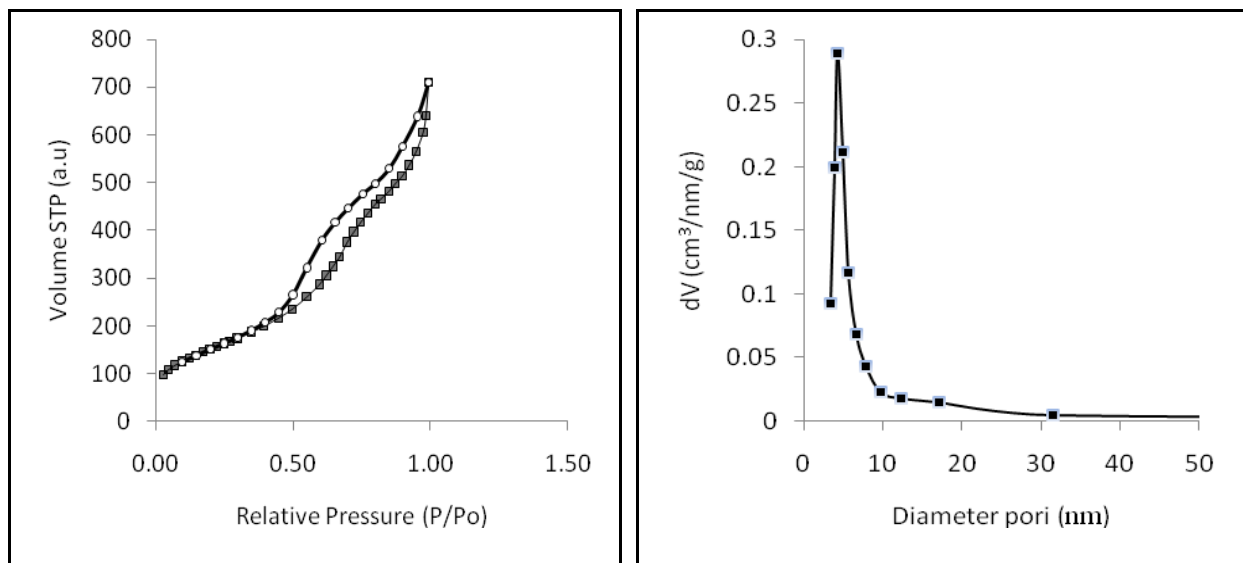 800
700
600
500
400
300
200
100
0
Volume STP (a.u)
0.00 0.50 1.00 1.50
Relative Pressure (P/Po)
0.3
0.25
0.2
0.15
0.1
0.05
0
dV (cm³/nm/g)
0 10 20 30 40 50
Diameter pori (nm)